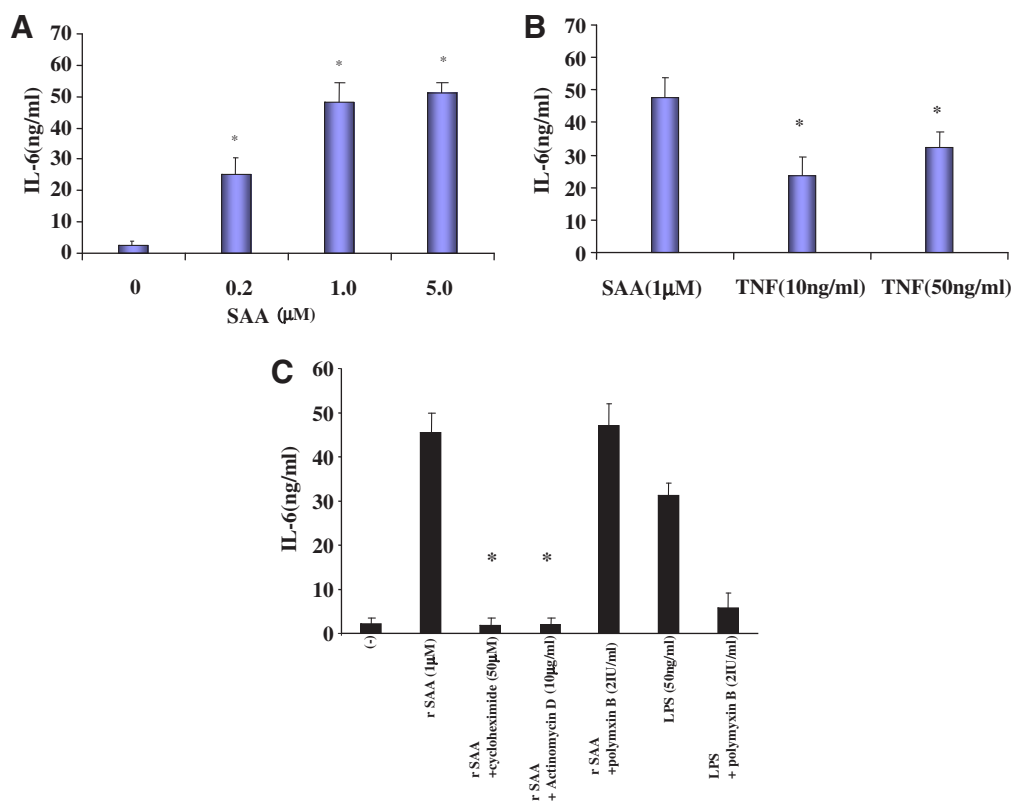 A
70
60
50
40
30
20
10
0
IL-6(ng/ml)
*
*
*
0 0.2 1.0 5.0
SAA (μM)
B
70
60
50
40
30
20
10
0
IL-6(ng/ml)
*
*
SAA(1μM) TNF(10ng/ml) TNF(50ng/ml)
C
60
50
40
30
20
10
0
IL-6(ng/ml)
*
*
(-)
r SAA (1μM)
r SAA
+cycloheximide (50μM)
r SAA
+ Actinomycin D (10μg/ml)
r SAA
+polymxin B (2IU/ml)
LPS (50ng/ml)
LPS
+ polymyxin B (2IU/ml)